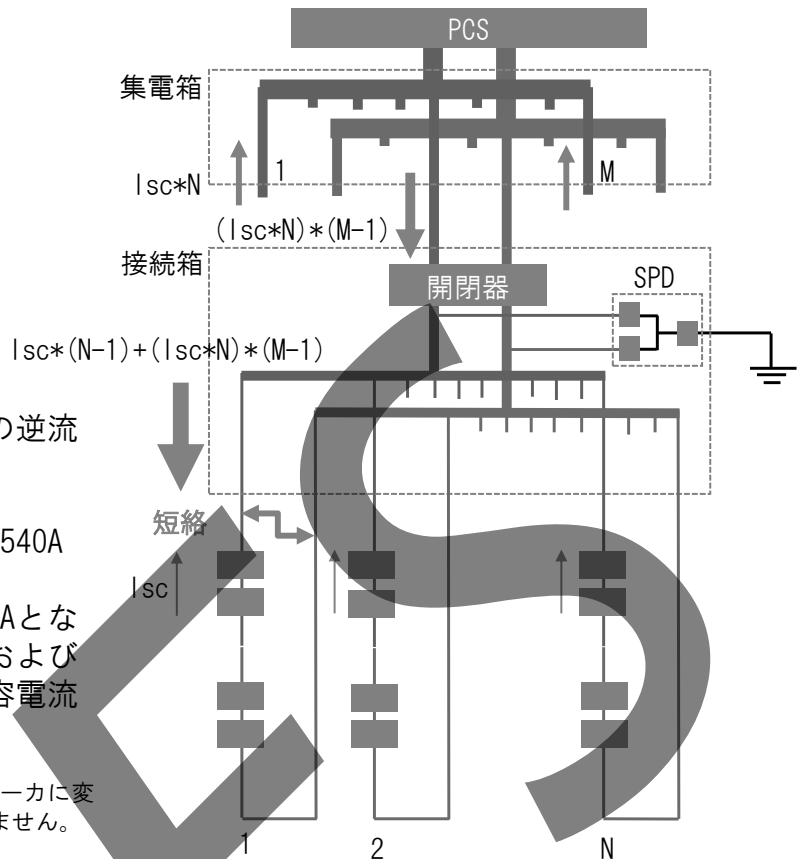 PCS
集電箱
Isc*N
1
M
(Isc*N)*(M-1)
接続箱
開閉器
SPD
Isc*(N-1)+(Isc*N)*(M-1)
の逆流
短絡
540A
Isc
Aとな
および
容電流
ーカに変
ません。
1
2
N